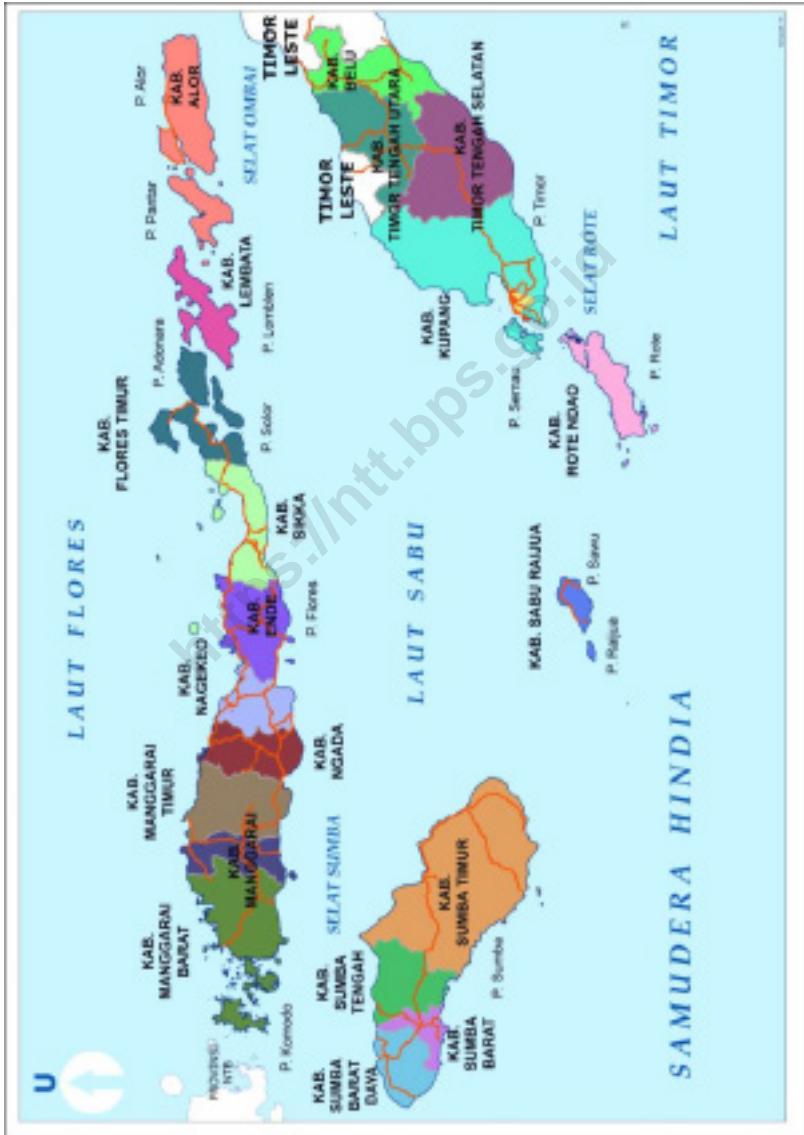 U
PROVINSI
NTB
P. Komodo
KAB.
MANGGARAI
BARAT
KAB.
MANGGARAI
KAB.
MANGGARAI
TIMUR
KAB.
NGADA
KAB.
NAGEKEO
KAB.
ENDE
P. Flores
KAB.
SIKKA
KAB.
FLORES TIMUR
P. Solor
P. Adonara
KAB.
LEMBATA
P. Lomblen
P. Pantar
P. Alor
KAB.
ALOR
LAUT FLORES
SELAT OMBAI
SELAT SUMBA
LAUT SABU
KAB.
SUMBA
BARAT
DAYA
KAB.
SUMBA
BARAT
KAB.
SUMBA
TENGAH
KAB.
SUMBA TIMUR
P. Sumba
KAB. SABU RAIJUA
P. Raijua
P. Sawu
KAB.
ROTE NDAO
P. Rote
SELAT ROTE
P. Semau
KAB.
KUPANG
P. Timor
TIMOR
LESTE
KAB.
TIMOR TENGAH UTARA
KAB.
TIMOR TENGAH SELATAN
KAB.
BELU
TIMOR
LESTE
LAUT TIMOR
SAMUDERA HINDIA
https://ntt.bps.go.id